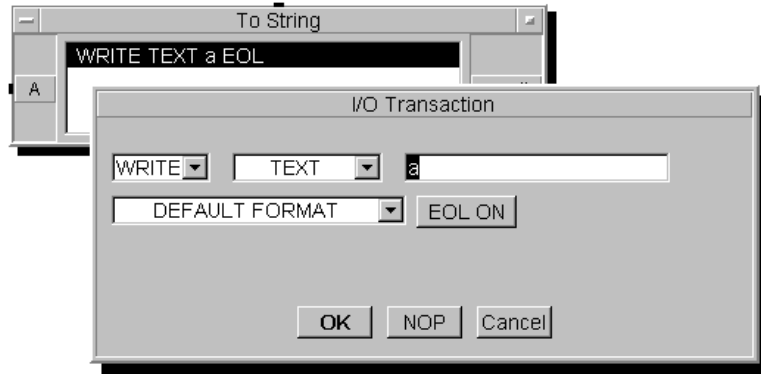 To String
WRITE TEXT a EOL
A
I/O Transaction
WRITE TEXT a
DEFAULT FORMAT EOL ON
OK NOP Cancel